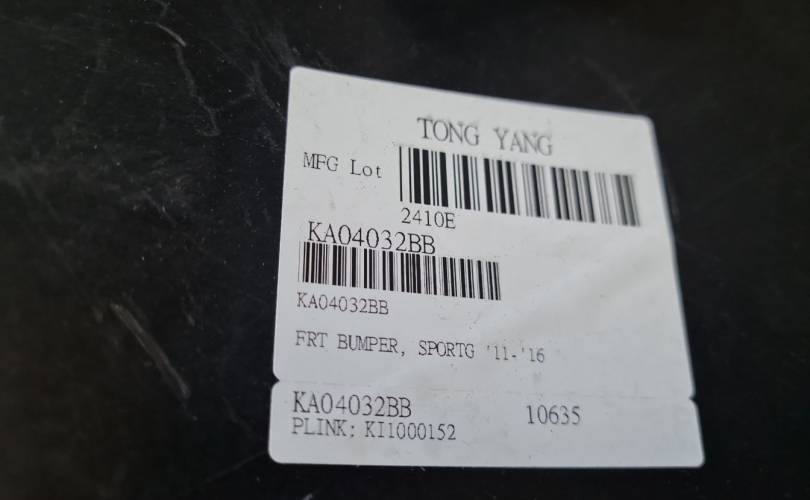 TONG YANG
MFG Lot
2410E
KA04032BB
KA04032BB
FRT BUMPER, SPORTG '11-'16
KA04032BB 10635
PLINK; KI1000152